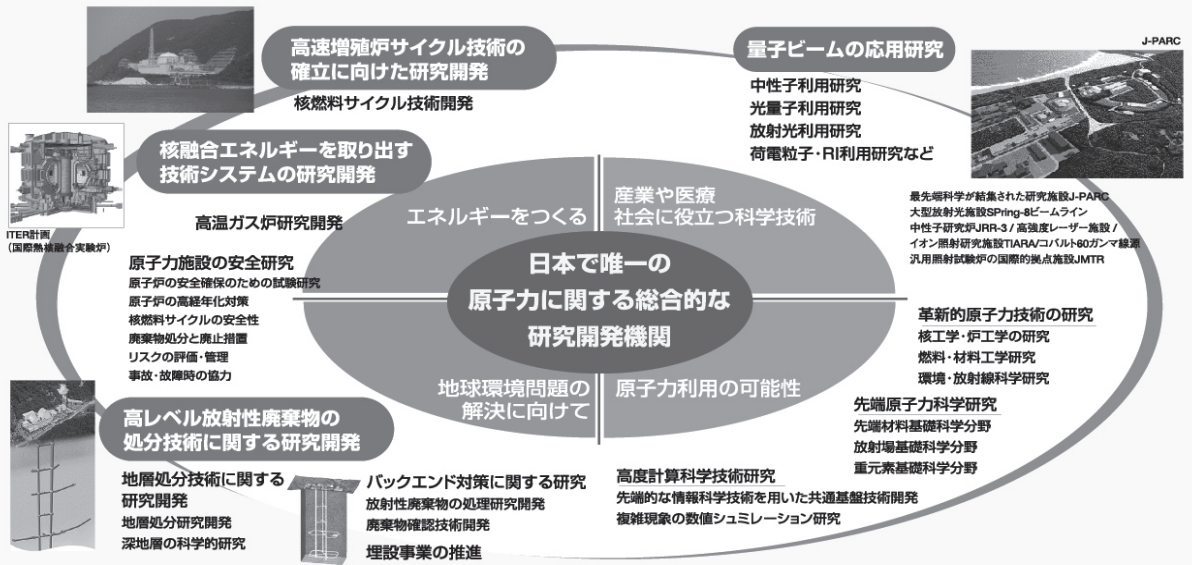 高速増殖炉サイクル技術の
確立に向けた研究開発
核燃料サイクル技術開発
核融合エネルギーを取り出す
技術システムの研究開発
ITER計画
(国際熱核融合実験炉)
高温ガス炉研究開発
原子力施設の安全研究
原子炉の安全確保のための試験研究
原子炉の高経年化対策
核燃料サイクルの安全性
廃棄物処分と廃止措置
リスクの評価・管理
事故・故障時の協力
高レベル放射性廃棄物の
処分技術に関する研究開発
地層処分技術に関する
研究開発
地層処分研究開発
深地層の科学的研究
バックエンド対策に関する研究
放射性廃棄物の処理研究開発
廃棄物確認技術開発
埋設事業の推進
エネルギーをつくる
産業や医療
社会に役立つ科学技術
日本で唯一の
原子力に関する総合的な
研究開発機関
地球環境問題の
解決に向けて
原子力利用の可能性
量子ビームの応用研究
中性子利用研究
光量子利用研究
放射光利用研究
荷電粒子・RI利用研究など
J-PARC
最先端科学が結集された研究施設J-PARC
大型放射光施設SPring-8ビームライン
中性子研究炉JRR-3 / 高強度レーザー施設 /
イオン照射研究施設TIARA/コバルト60ガンマ線源
汎用照射試験炉の国際的拠点施設JMTR
革新的原子力技術の研究
核工学・炉工学の研究
燃料・材料工学研究
環境・放射線科学研究
先端原子力科学研究
先端材料基礎科学分野
放射場基礎科学分野
重元素基礎科学分野
高度計算科学技術研究
先端的な情報科学技術を用いた共通基盤技術開発
複雑現象の数値シュミレーション研究